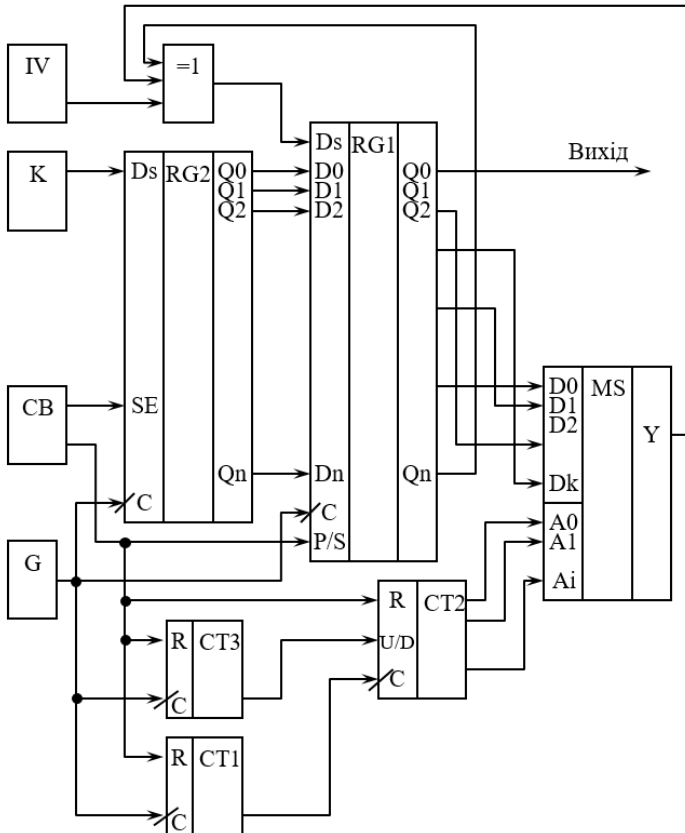 IV
=1
K
Ds RG2 Q0
Q1
Q2
SE
Qn
C
Ds RG1
D0 Q0
D1 Q1
D2 Q2
Dn Qn
C
P/S
Вихід
СВ
G
D0 MS
D1
D2
Y
Dk
A0
A1
Ai
R CT2
U/D
C
R CT3
C
R CT1
C